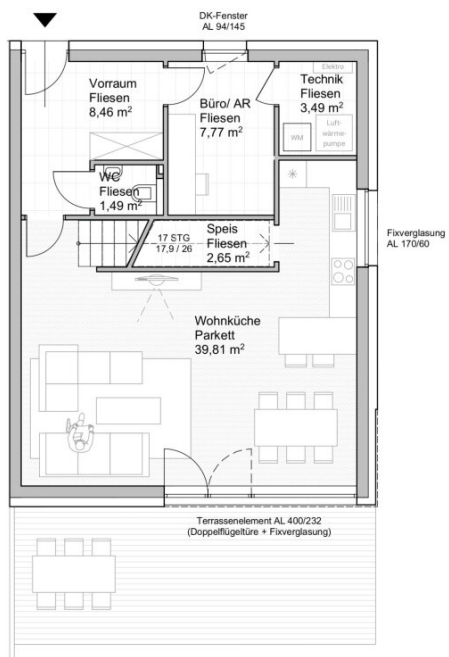 DK-Fenster
AL 94/145
Vorraum
Fliesen
8,46 m²
Büro/ AR
Fliesen
7,77 m²
Elektro
Technik
Fliesen
3,49 m²
WM
Luft-
wärme-
pumpe
WC
Fliesen
1,49 m²
17 STG
17,9 / 26
Speis
Fliesen
2,65 m²
Fixverglasung
AL 170/60
Wohnküche
Parkett
39,81 m²
Terrassenelement AL 400/232
(Doppelflügeltüre + Fixverglasung)